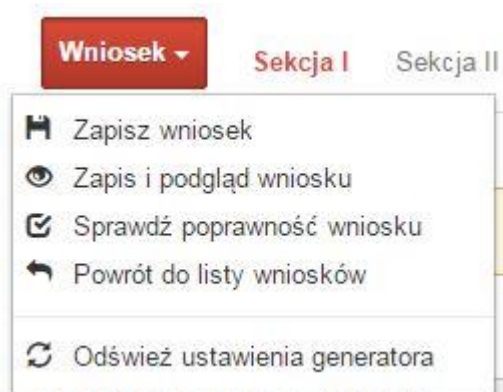 Wniosek Sekcja I Sekcja II
Zapisz wniosek
Zapis i podgląd wniosku
Sprawdź poprawność wniosku
Powrót do listy wniosków
Odśwież ustawienia generatora